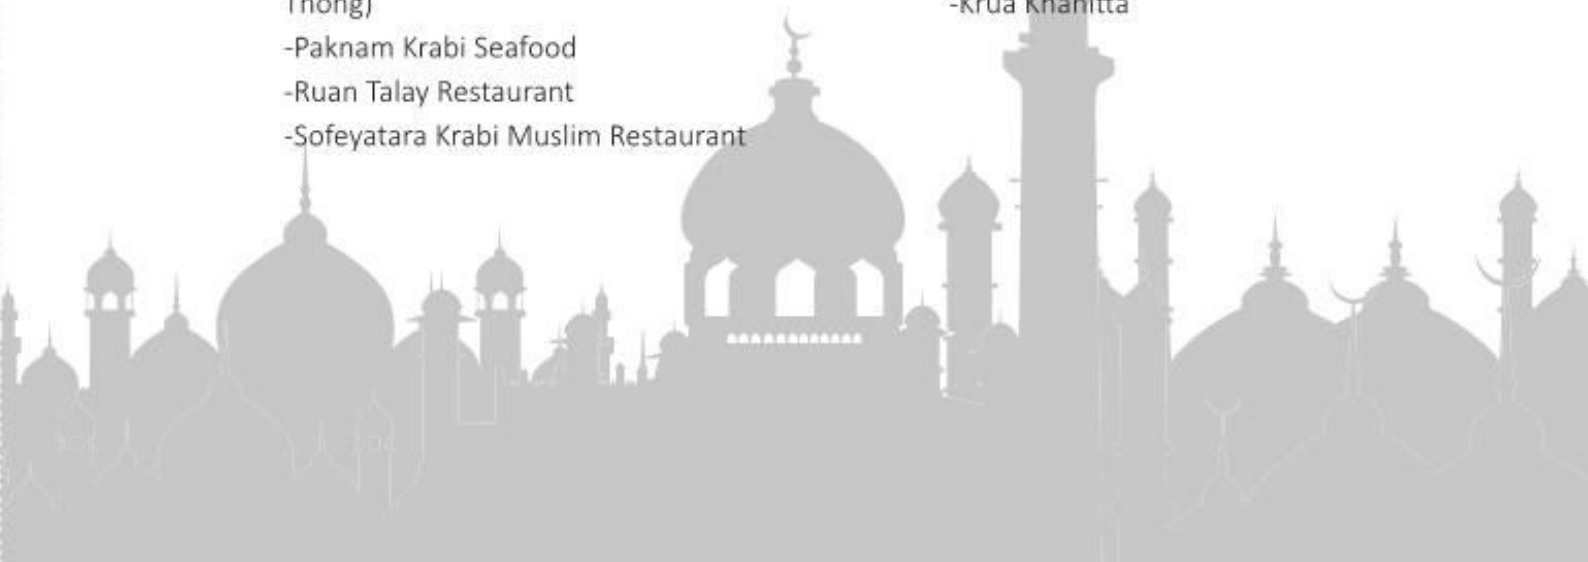 Thong)
-Paknam Krabi Seafood
-Ruan Talay Restaurant
-Sofeyatara Krabi Muslim Restaurant
-Krua Khanitta